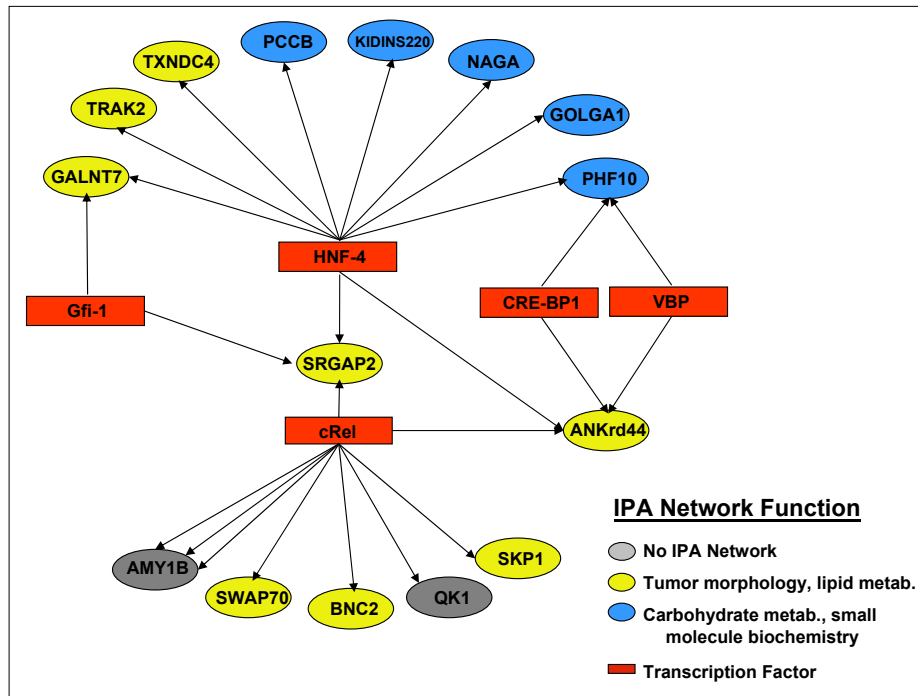 PCCB
KIDINS220
TXNDC4
NAGA
TRAK2
GOLGA1
GALNT7
PHF10
HNF-4
CRE-BP1
VBP
Gfi-1
SRGAP2
cRel
ANKrd44
AMY1B
SWAP70
BNC2
QK1
SKP1
IPA Network Function
No IPA Network
Tumor morphology, lipid metab.
Carbohydrate metab., small
molecule biochemistry
Transcription Factor